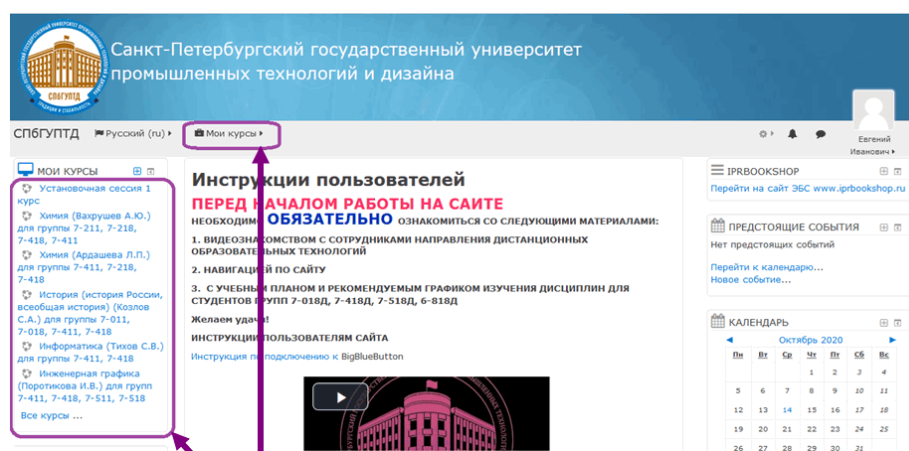 Санкт-Петербургский государственный университет
промышленных технологий и дизайна
СПбГУПТД
СПбГУПТД
Русский (ru)
Мои курсы
Евгений
Иванович
МОИ КУРСЫ
Установочная сессия 1
курс
Химия (Вахрушев А.Ю.)
для группы 7-211, 7-218,
7-418, 7-411
Химия (Ардашева Л.П.)
для группы 7-411, 7-218,
7-418
История (история России,
всеобщая история) (Козлов
С.А.) для группы 7-011,
7-018, 7-411, 7-418
Информатика (Тихов С.В.)
для группы 7-411, 7-418
Инженерная графика
(Поротикова И.В.) для групп
7-411, 7-418, 7-511, 7-518
Все курсы ...
Инструкции пользователей
ПЕРЕД НАЧАЛОМ РАБОТЫ НА САЙТЕ
НЕОБХОДИМО ОБЯЗАТЕЛЬНО ОЗНАКОМИТЬСЯ СО СЛЕДУЮЩИМИ МАТЕРИАЛАМИ:
1. ВИДЕОЗНАКОМСТВОМ С СОТРУДНИКАМИ НАПРАВЛЕНИЯ ДИСТАНЦИОННЫХ
ОБРАЗОВАТЕЛЬНЫХ ТЕХНОЛОГИЙ
2. НАВИГАЦИЕЙ ПО САЙТУ
3. С УЧЕБНЫМ ПЛАНОМ И РЕКОМЕНДУЕМЫМ ГРАФИКОМ ИЗУЧЕНИЯ ДИСЦИПЛИН ДЛЯ
СТУДЕНТОВ ГРУПП 7-018Д, 7-418Д, 7-518Д, 6-818Д
Желаем удачи!
ИНСТРУКЦИИ ПОЛЬЗОВАТЕЛЯМ САЙТА
Инструкция по подключению к BigBlueButton
IPRBOOKSHOP
Перейти на сайт ЭБС www.iprbookshop.ru
ПРЕДСТОЯЩИЕ СОБЫТИЯ
Нет предстоящих событий
Перейти к календарю...
Новое событие...
КАЛЕНДАРЬ
◄ Октябрь 2020 ►
Пн Вт Ср Чт Пт Сб Вс
1 2 3 4
5 6 7 8 9 10 11
12 13 14 15 16 17 18
19 20 21 22 23 24 25
26 27 28 29 30 31